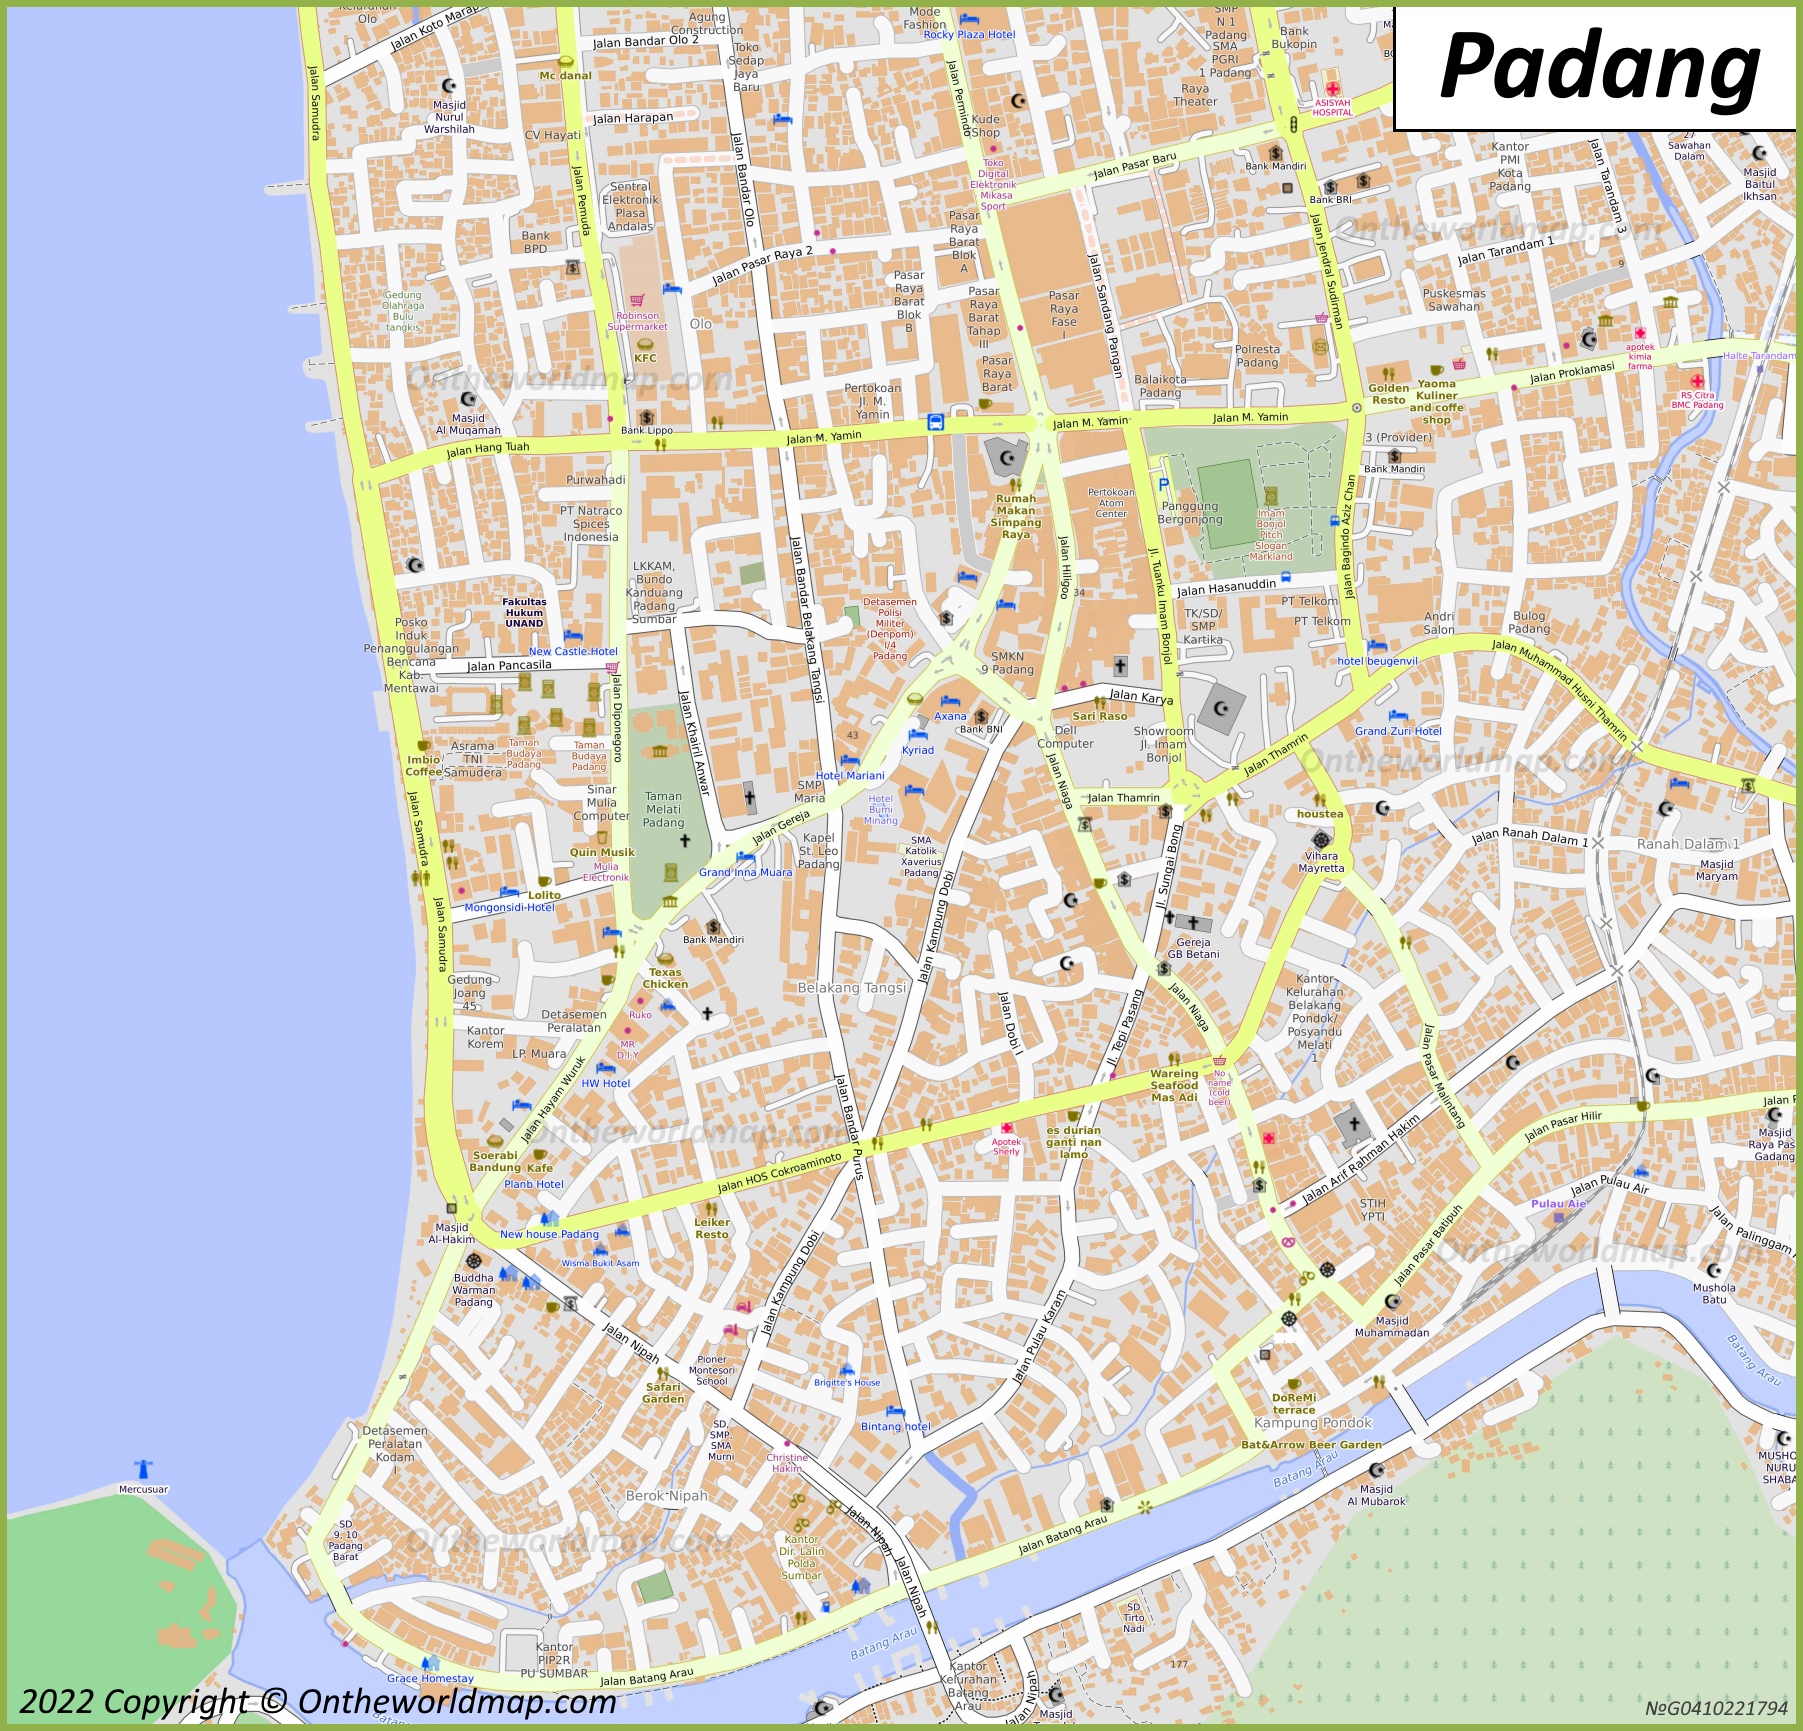 Padang
Kelurahan
Olo
Jalan Koto Marapak
Jalan Samudra
Mc danal
Jalan Bandar Olo 2
Agung
Construction
Toko
Sedap
Jaya
Baru
Mode
Fashion
Rocky Plaza Hotel
SMP
N 1
Padang
SMA
PGRI
1 Padang
Bank
Bukopin
Raya
Theater
ASISYAH
HOSPITAL
Masjid
Nurul
Warshilah
CV Hayati
Jalan Harapan
Jalan Pemuda
Jalan Bandar Olo
Jalan Permindo
Kude
Shop
Toko
Digital
Elektronik
Mikasa
Sport
Jalan Pasar Baru
Bank Mandiri
Bank BRI
Kantor
PMI
Kota
Padang
Jalan Tarandam 3
27
Sawahan
Dalam
Masjid
Baitul
Ikhsan
Sentral
Elektronik
Plasa
Andalas
Bank
BPD
Jalan Pasar Raya 2
Pasar
Raya
Barat
Blok
A
Pasar
Raya
Barat
Blok
B
Pasar
Raya
Barat
Tahap
III
Pasar
Raya
Barat
Pasar
Raya
Fase
Jalan Sandang Pangan
Jalan Jendral Sudirman
Ontheworldmap.com
Jalan Tarandam 1
9
Puskesmas
Sawahan
Gedung
Olahraga
Bulu
tangkis
Robinson
Supermarket
Olo
KFC
Ontheworldmap.com
Polresta
Padang
Balaikota
Padang
Golden
Resto
Yaoma
Kuliner
and coffe
shop
Jalan Proklamasi
apotek
kimia
farma
Halte Tarandam
RS Citra
BMC Padang
Masjid
Al Muqamah
Pertokoan
Jl. M.
Yamin
Bank Lippo
Jalan Hang Tuah
Jalan M. Yamin
Jalan M. Yamin
Jalan M. Yamin
3 (Provider)
Bank Mandiri
Purwahadi
PT Natraco
Spices
Indonesia
Rumah
Makan
Simpang
Raya
Pertokoan
Atom
Center
Panggung
Bergonjong
Imam
Bonjol
Pitch
Slogan
Markland
Jalan Bagindo Aziz Chan
Jalan Hiligoo
34
Jl. Tuanku Imam Bonjol
Jalan Hasanuddin
Jalan Bandar Belakang Tangsi
LKKAM,
Bundo
Kanduang
Padang
Sumbar
Fakultas
Hukum
UNAND
New Castle Hotel
Jalan Pancasila
Posko
Induk
Penanggulangan
Bencana
Kab.
Mentawai
Detasemen
Polisi
Militer
(Denpom)
I/4
Padang
SMKN
9 Padang
TK/SD/
SMP
Kartika
PT Telkom
PT Telkom
Andri
Salon
Bulog
Padang
hotel beugenvil
Jalan Muhammad Husni Thamrin
Jalan Karya
Sari Raso
Axana
Bank BNI
Kyriad
43
Dell
Computer
Showroom
Jl. Imam
Bonjol
Grand Zuri Hotel
Jalan Thamrin
Ontheworldmap.com
Jalan Diponegoro
Jalan Khairil Anwar
Taman
Budaya
Padang
Taman
Budaya
Padang
Imbio
Coffee
Asrama
TNI
Samudera
Hotel Mariani
SMP
Maria
Hotel
Bumi
Minang
Jalan Niaga
Jalan Thamrin
Taman
Melati
Padang
Sinar
Mulia
Computer
Jalan Samudra
Quin Musik
Mulia
Electronik
Jalan Gereja
Kapel
St. Leo
Padang
SMA
Katolik
Xaverius
Padang
Grand Inna Muara
houstea
Vihara
Mayretta
Jalan Ranah Dalam 1
Ranah Dalam 1
Masjid
Maryam
Jl. Sungai Bong
Lolito
Mongonsidi-Hotel
Jalan Samudra
Bank Mandiri
Jalan Kampung Dobi
Gereja
GB Betani
Texas
Chicken
Gedung
Joang
45
Ruko
Belakang Tangsi
Jalan Dobi I
Jl. Tepi Pasang
Jalan Niaga
Kantor
Kelurahan
Belakang
Pondok/
Posyandu
Melati
1
Jalan Pasar Malintang
Detasemen
Peralatan
Kantor
Korem
LP. Muara
MR
D.I.Y
HW Hotel
Jalan Hayam Wuruk
Ontheworldmap.com
Jalan Bandar Purus
Wareing
Seafood
Mas Adi
No
name
(cold
beer)
es durian
ganti nan
lamo
Apotek
Sherly
Jalan Pasar Hilir
Masjid
Raya Pas
Gadang
Soerabi
Bandung
Kafe
Planb Hotel
Jalan HOS Cokroaminoto
Jalan Arif Rahman Hakim
STIH
YPTI
Jalan Pulau Air
Pulau Aie
Jalan Palinggam
Masjid
Al-Hakim
New house Padang
Leiker
Resto
Wisma Bukit Asam
Buddha
Warman
Padang
Jalan Kampung Dobi
Jalan Pasar Batipuh
Ontheworldmap.com
Mushola
Batu
Jalan Pulau Karam
Masjid
Muhammadan
Batang Arau
Jalan Nipah
Pioner
Montesori
School
Safari
Garden
Brigitte's House
DoReMi
terrace
Kampung Pondok
Bat&Arrow Beer Garden
Bintang hotel
SD,
SMP,
SMA
Murni
Detasemen
Peralatan
Kodam
I
Christine
Hakim
Batang Arau
Masjid
Al Mubarok
MUSHO
NURU
SHABA
Mercusuar
Berok Nipah
Jalan Nipah
Ontheworldmap.com
Kantor
Dir. Lalin
Polda
Sumbar
SD
9, 10
Padang
Barat
Jalan Batang Arau
Jalan Nipah
SD
Tirto
Nadi
Batang Arau
177
Kantor
PIP2R
PU SUMBAR
Grace Homestay
Jalan Batang Arau
Kantor
Kelurahan
Batang
Arau
Masjid
2022 Copyright © Ontheworldmap.com
№G0410221794